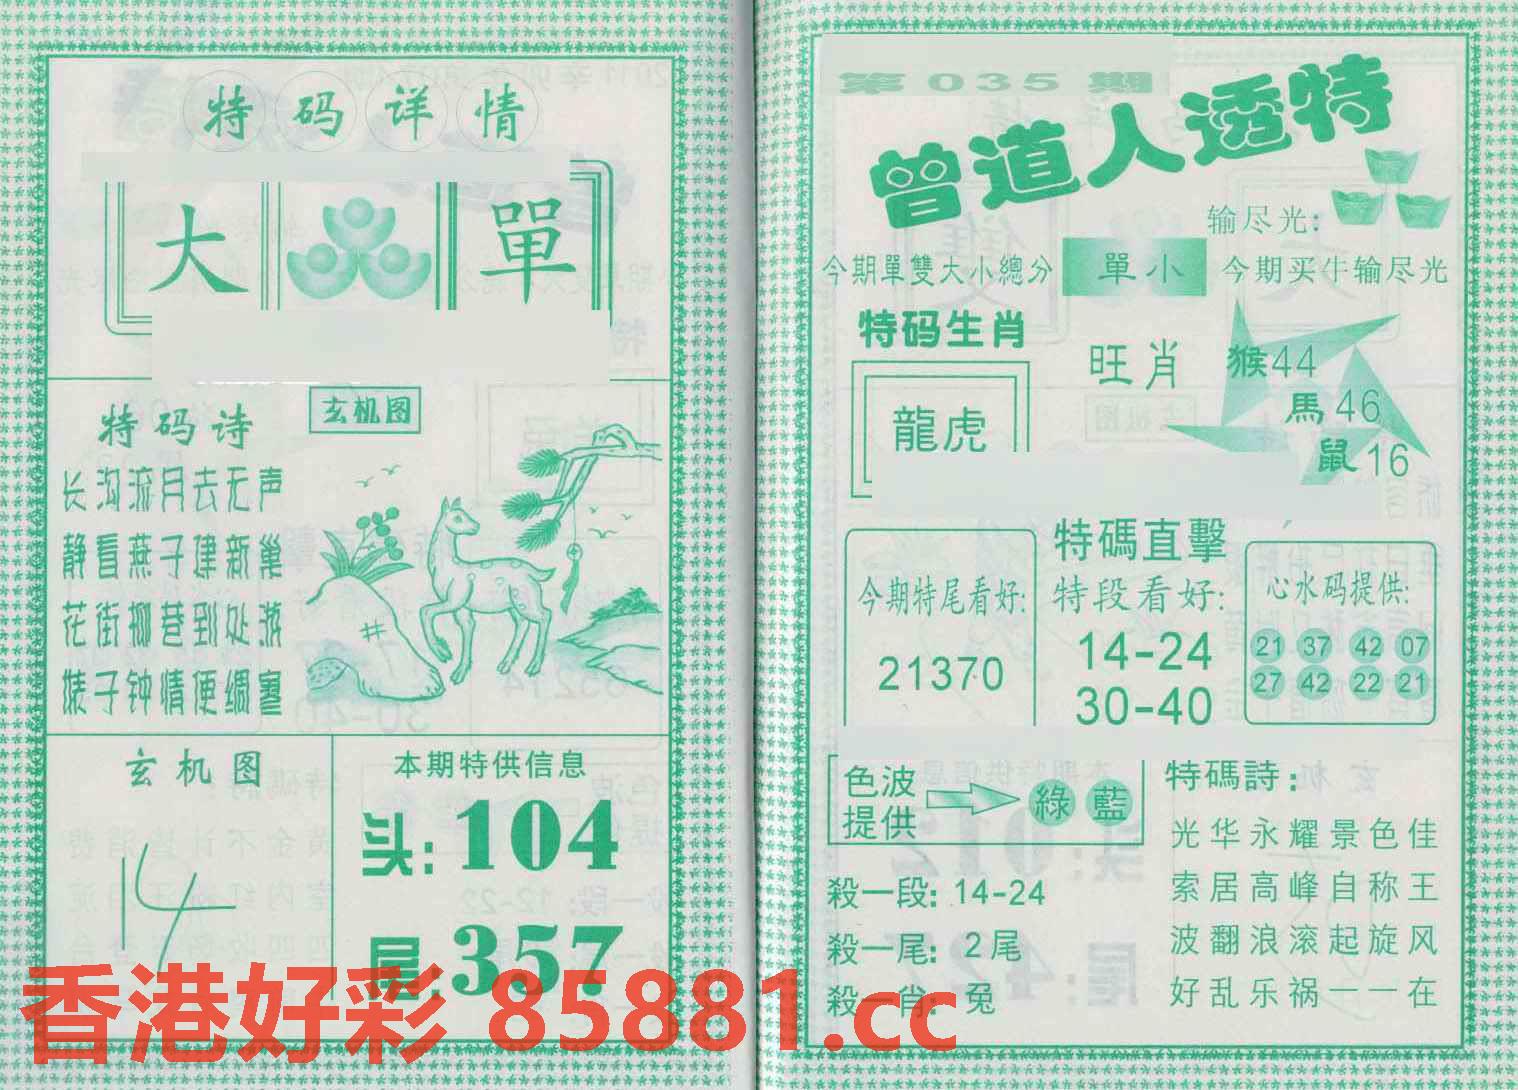 特码详情
大 單
特码诗
玄机图
长沟流月去无声
静看燕子建新巢
花街柳巷到处游
婊子钟情便绸寋
井
玄机图
本期特供信息
头:104
尾:357
第035期
曾道人透特
输尽光:
今期單雙大小總分 單小 今期买牛输尽光
特码生肖
龍虎
旺肖
猴44
馬46
鼠16
特碼直擊
今期特尾看好:
21370
特段看好:
14-24
30-40
心水码提供:
21 37 42 07
27 42 22 21
色波
提供
綠 藍
殺一段: 14-24
殺一尾: 2尾
殺一肖: 兔
特碼詩:
光华永耀景色佳
索居高峰自称王
波翻浪滚起旋风
好乱乐祸一一在
香港好彩 85881.cc